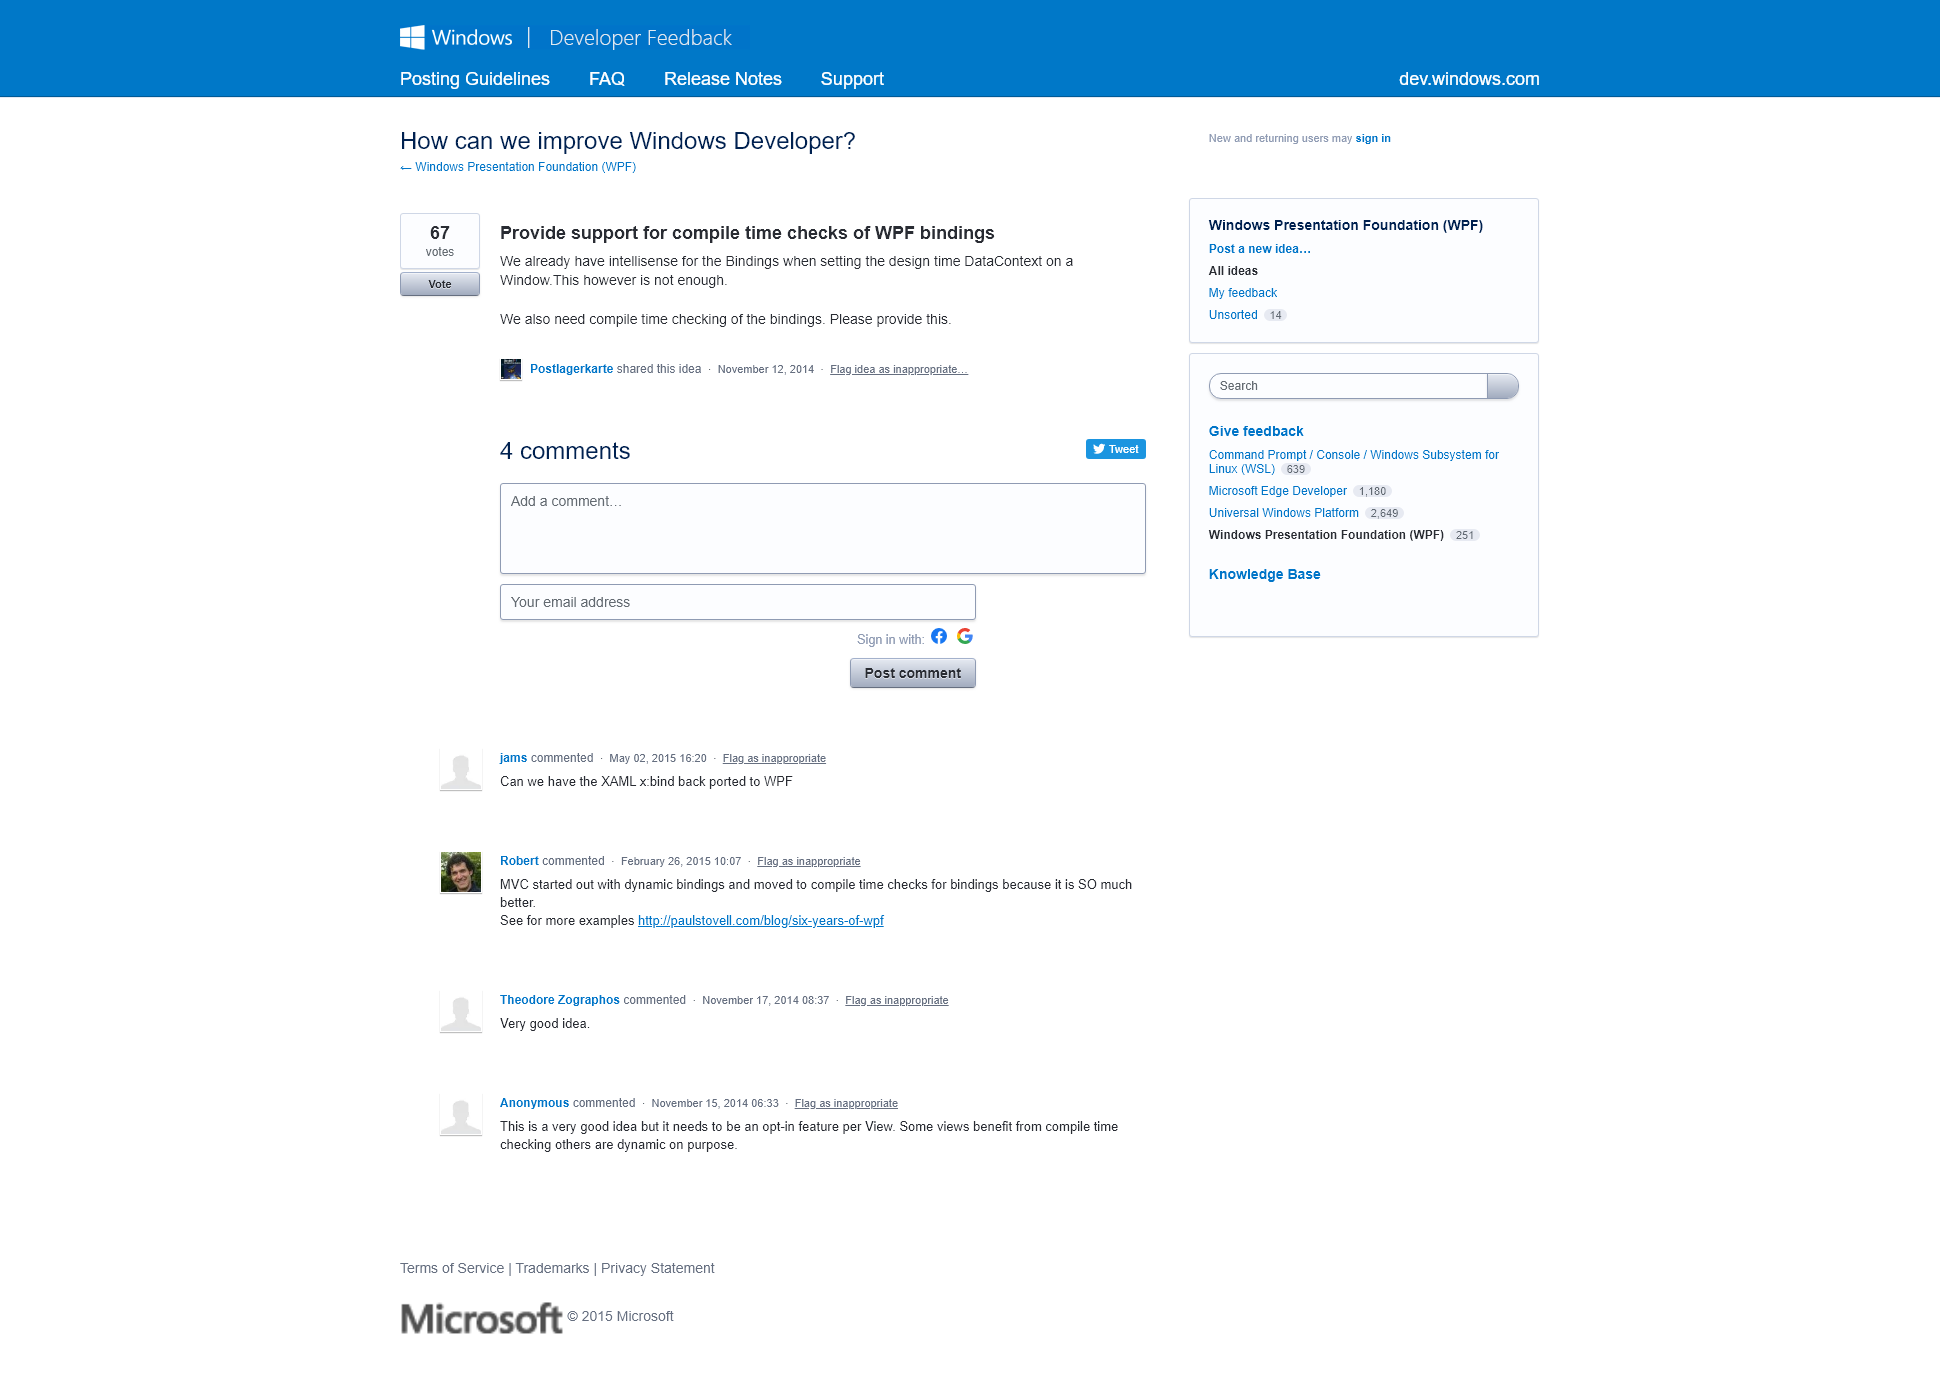 Windows | Developer Feedback
Posting Guidelines FAQ Release Notes Support dev.windows.com
How can we improve Windows Developer?
← Windows Presentation Foundation (WPF)
New and returning users may sign in
67
votes
Vote
Provide support for compile time checks of WPF bindings
We already have intellisense for the Bindings when setting the design time DataContext on a
Window.This however is not enough.
We also need compile time checking of the bindings. Please provide this.
Postlagerkarte shared this idea · November 12, 2014 · Flag idea as inappropriate…
4 comments
Tweet
Add a comment…
Your email address
Sign in with:
Post comment
jams commented · May 02, 2015 16:20 · Flag as inappropriate
Can we have the XAML x:bind back ported to WPF
Robert commented · February 26, 2015 10:07 · Flag as inappropriate
MVC started out with dynamic bindings and moved to compile time checks for bindings because it is SO much
better.
See for more examples http://paulstovell.com/blog/six-years-of-wpf
Theodore Zographos commented · November 17, 2014 08:37 · Flag as inappropriate
Very good idea.
Anonymous commented · November 15, 2014 06:33 · Flag as inappropriate
This is a very good idea but it needs to be an opt-in feature per View. Some views benefit from compile time
checking others are dynamic on purpose.
Windows Presentation Foundation (WPF)
Post a new idea…
All ideas
My feedback
Unsorted 14
Search
Give feedback
Command Prompt / Console / Windows Subsystem for
Linux (WSL) 639
Microsoft Edge Developer 1,180
Universal Windows Platform 2,649
Windows Presentation Foundation (WPF) 251
Knowledge Base
Terms of Service | Trademarks | Privacy Statement
Microsoft © 2015 Microsoft